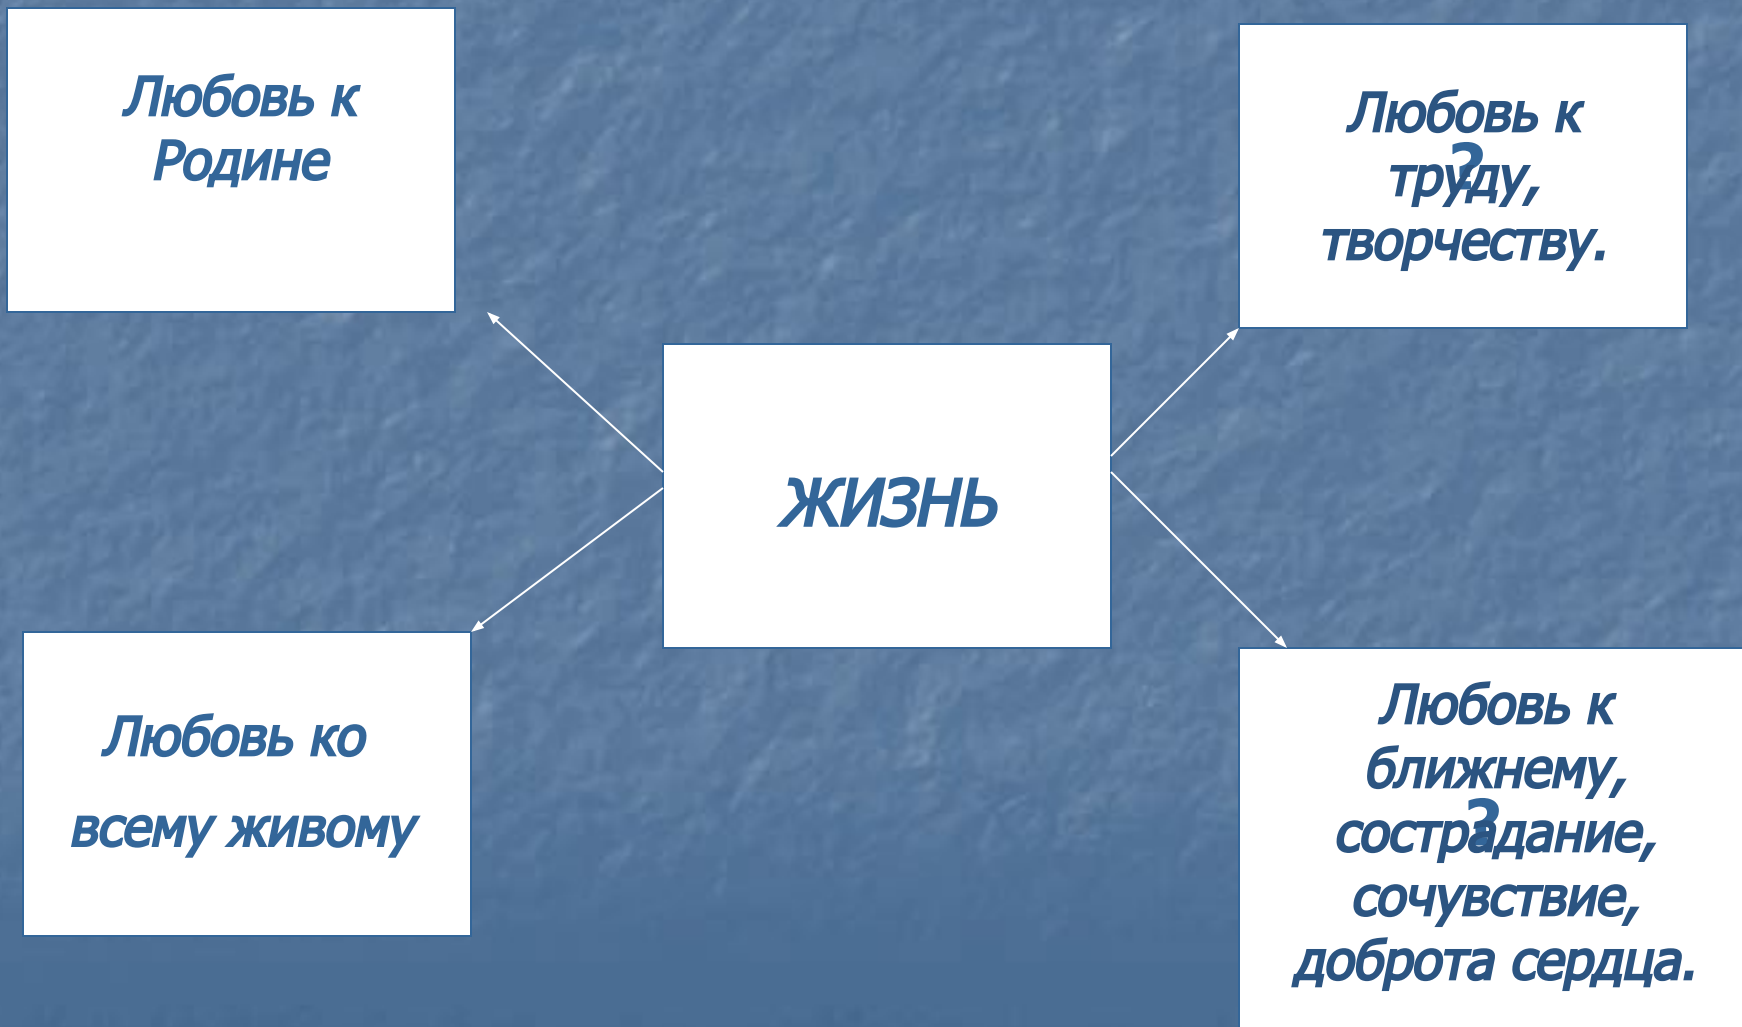 Любовь к
Родине
Любовь к
?
труду,
творчеству.
ЖИЗНЬ
Любовь ко
всему живому
Любовь к
ближнему,
?
сострадание,
сочувствие,
доброта сердца.